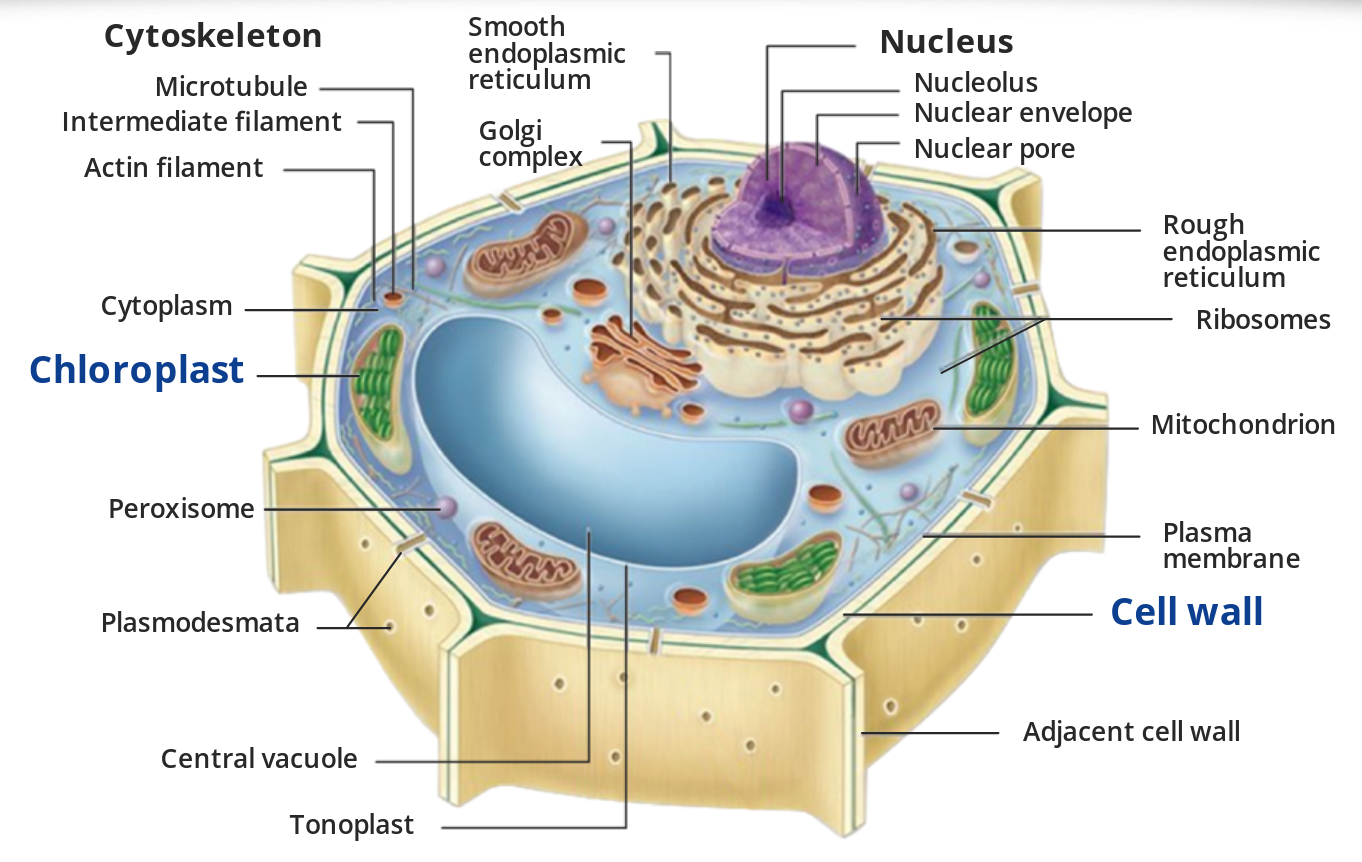 Cytoskeleton
Microtubule
Intermediate filament
Actin filament
Smooth
endoplasmic
reticulum
Golgi
complex
Nucleus
Nucleolus
Nuclear envelope
Nuclear pore
Rough
endoplasmic
reticulum
Ribosomes
Cytoplasm
Chloroplast
Mitochondrion
Peroxisome
Plasma
membrane
Cell wall
Plasmodesmata
Adjacent cell wall
Central vacuole
Tonoplast